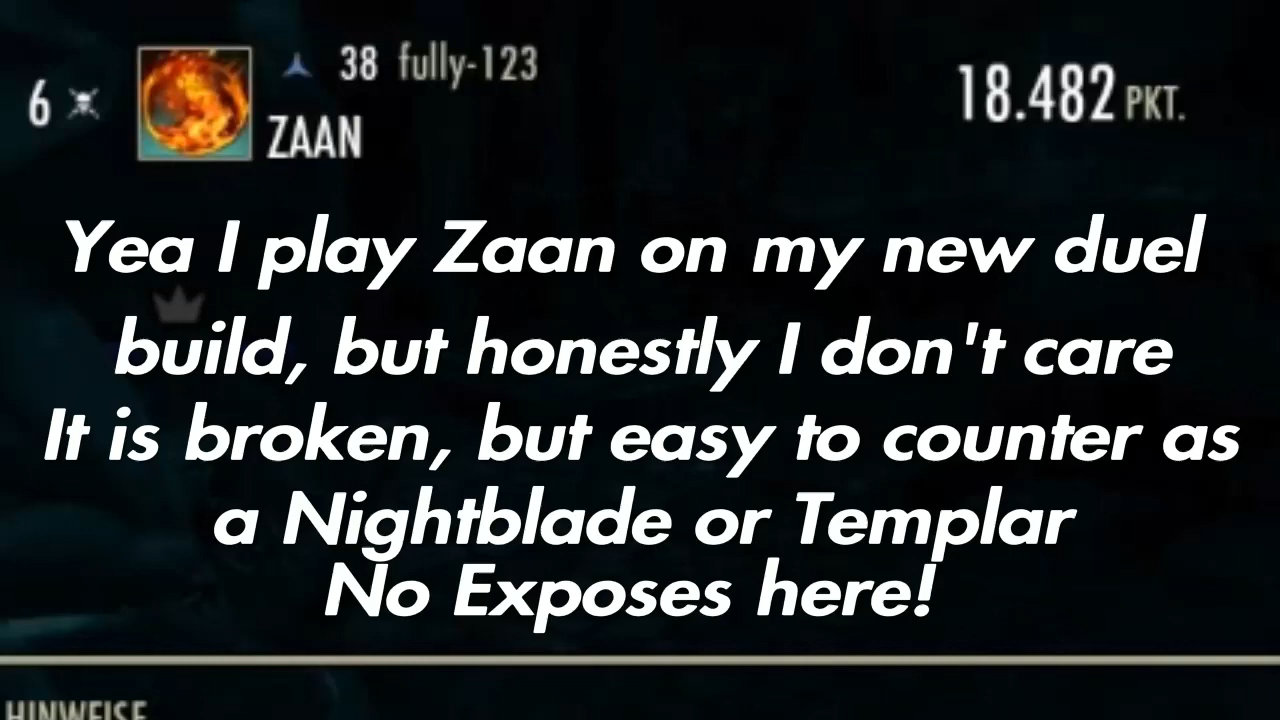 38 fully-123
6 ZAAN 18.482 PKT.
Yea I play Zaan on my new duel
build, but honestly I don't care
It is broken, but easy to counter as
a Nightblade or Templar
No Exposes here!
HINWEISE